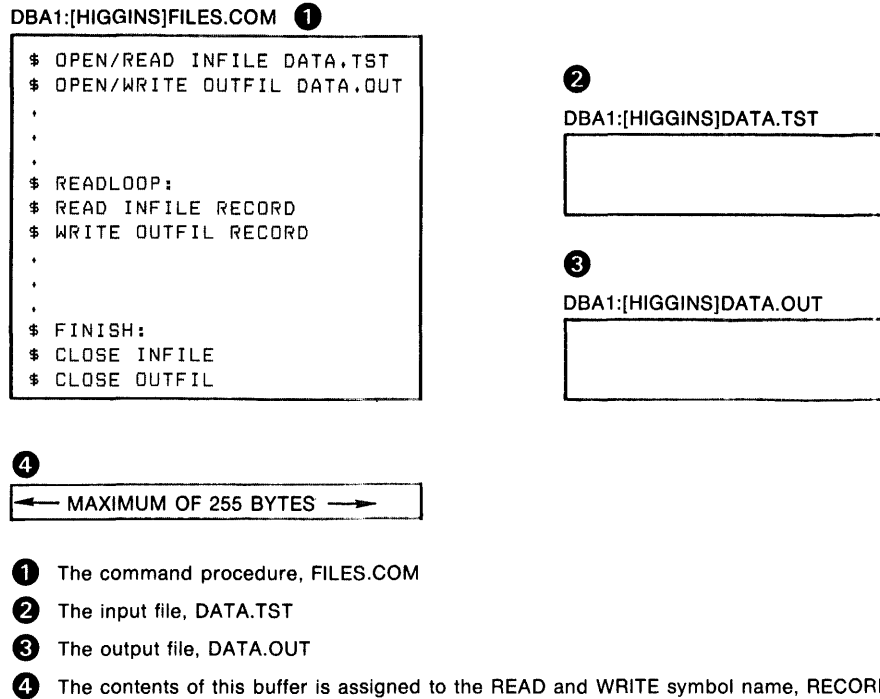 DBA1:[HIGGINS]FILES.COM 1
$ OPEN/READ INFILE DATA.TST
$ OPEN/WRITE OUTFIL DATA.OUT
.
.
.
$ READLOOP:
$ READ INFILE RECORD
$ WRITE OUTFIL RECORD
.
.
.
$ FINISH:
$ CLOSE INFILE
$ CLOSE OUTFIL
2
DBA1:[HIGGINS]DATA.TST
3
DBA1:[HIGGINS]DATA.OUT
4
MAXIMUM OF 255 BYTES
1 The command procedure, FILES.COM
2 The input file, DATA.TST
3 The output file, DATA.OUT
4 The contents of this buffer is assigned to the READ and WRITE symbol name, RECOR